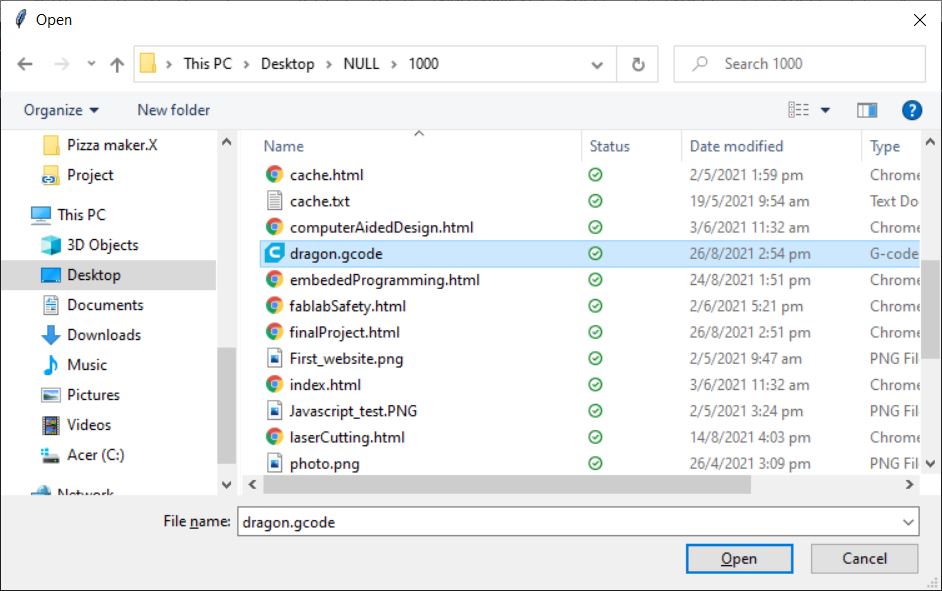 Open
This PC > Desktop > NULL > 1000
Search 1000
Organize
New folder
?
Pizza maker.X
Project
This PC
3D Objects
Desktop
Documents
Downloads
Music
Pictures
Videos
Acer (C:)
Network
Name Status Date modified Type
cache.html 2/5/2021 1:59 pm Chrome
cache.txt 19/5/2021 9:54 am Text Do
computerAidedDesign.html 3/6/2021 11:32 am Chrome
dragon.gcode 26/8/2021 2:54 pm G-code
embededProgramming.html 24/8/2021 1:51 pm Chrome
fablabSafety.html 2/6/2021 5:21 pm Chrome
finalProject.html 26/8/2021 2:51 pm Chrome
First_website.png 2/5/2021 9:47 am PNG Fil
index.html 3/6/2021 11:32 am Chrome
Javascript_test.PNG 2/5/2021 3:24 pm PNG Fil
laserCutting.html 14/8/2021 4:03 pm Chrome
photo.png 26/4/2021 3:09 pm PNG Fil
File name: dragon.gcode
Open
Cancel